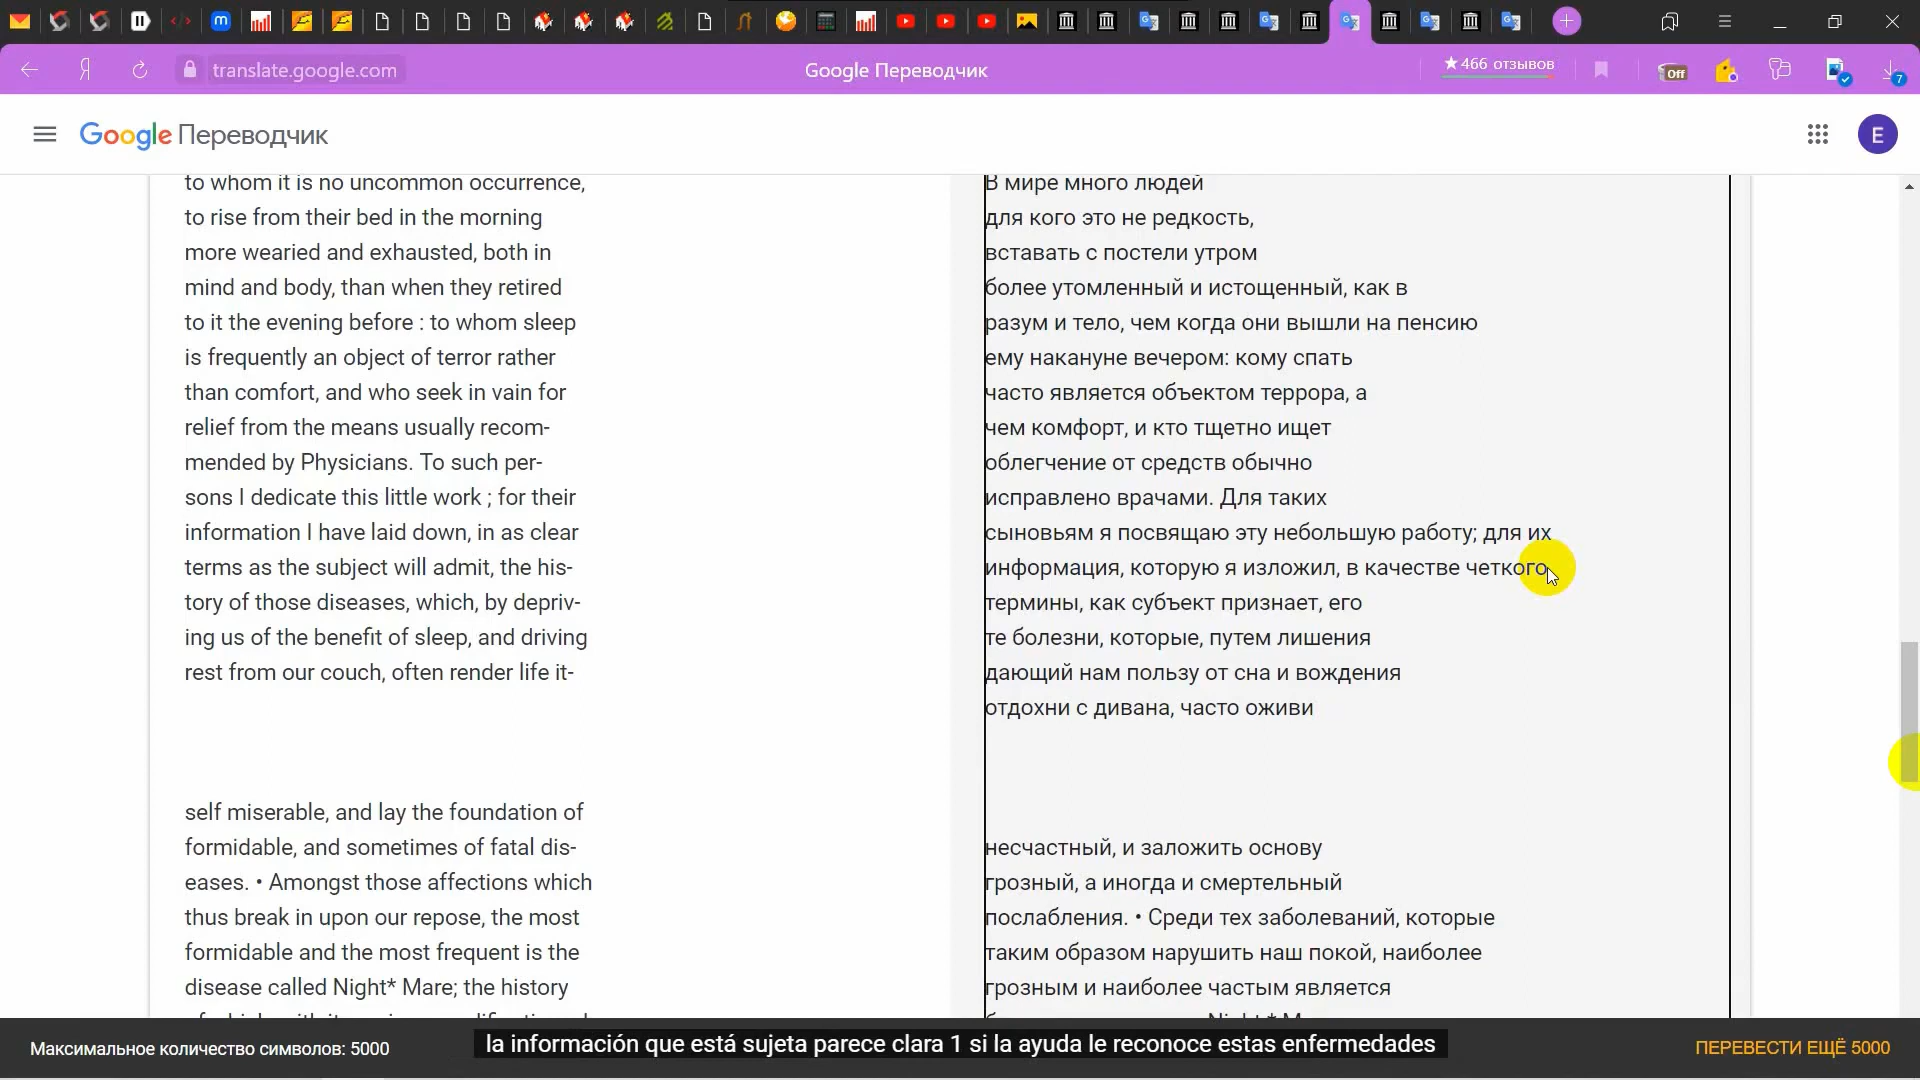 translate.google.com
Google Переводчик
★466 отзывов
Off
7
Google Переводчик
E
to whom it is no uncommon occurrence,
to rise from their bed in the morning
more wearied and exhausted, both in
mind and body, than when they retired
to it the evening before : to whom sleep
is frequently an object of terror rather
than comfort, and who seek in vain for
relief from the means usually recom-
mended by Physicians. To such per-
sons I dedicate this little work ; for their
information I have laid down, in as clear
terms as the subject will admit, the his-
tory of those diseases, which, by depriv-
ing us of the benefit of sleep, and driving
rest from our couch, often render life it-
self miserable, and lay the foundation of
formidable, and sometimes of fatal dis-
eases. • Amongst those affections which
thus break in upon our repose, the most
formidable and the most frequent is the
disease called Night* Mare; the history
В мире много людей
для кого это не редкость,
вставать с постели утром
более утомленный и истощенный, как в
разум и тело, чем когда они вышли на пенсию
ему накануне вечером: кому спать
часто является объектом террора, а
чем комфорт, и кто тщетно ищет
облегчение от средств обычно
исправлено врачами. Для таких
сыновьям я посвящаю эту небольшую работу; для их
информация, которую я изложил, в качестве четкого
термины, как субъект признает, его
те болезни, которые, путем лишения
дающий нам пользу от сна и вождения
отдохни с дивана, часто оживи
несчастный, и заложить основу
грозный, а иногда и смертельный
послабления. • Среди тех заболеваний, которые
таким образом нарушить наш покой, наиболее
грозным и наиболее частым является
Максимальное количество символов: 5000
la información que está sujeta parece clara 1 si la ayuda le reconoce estas enfermedades
ПЕРЕВЕСТИ ЕЩЁ 5000